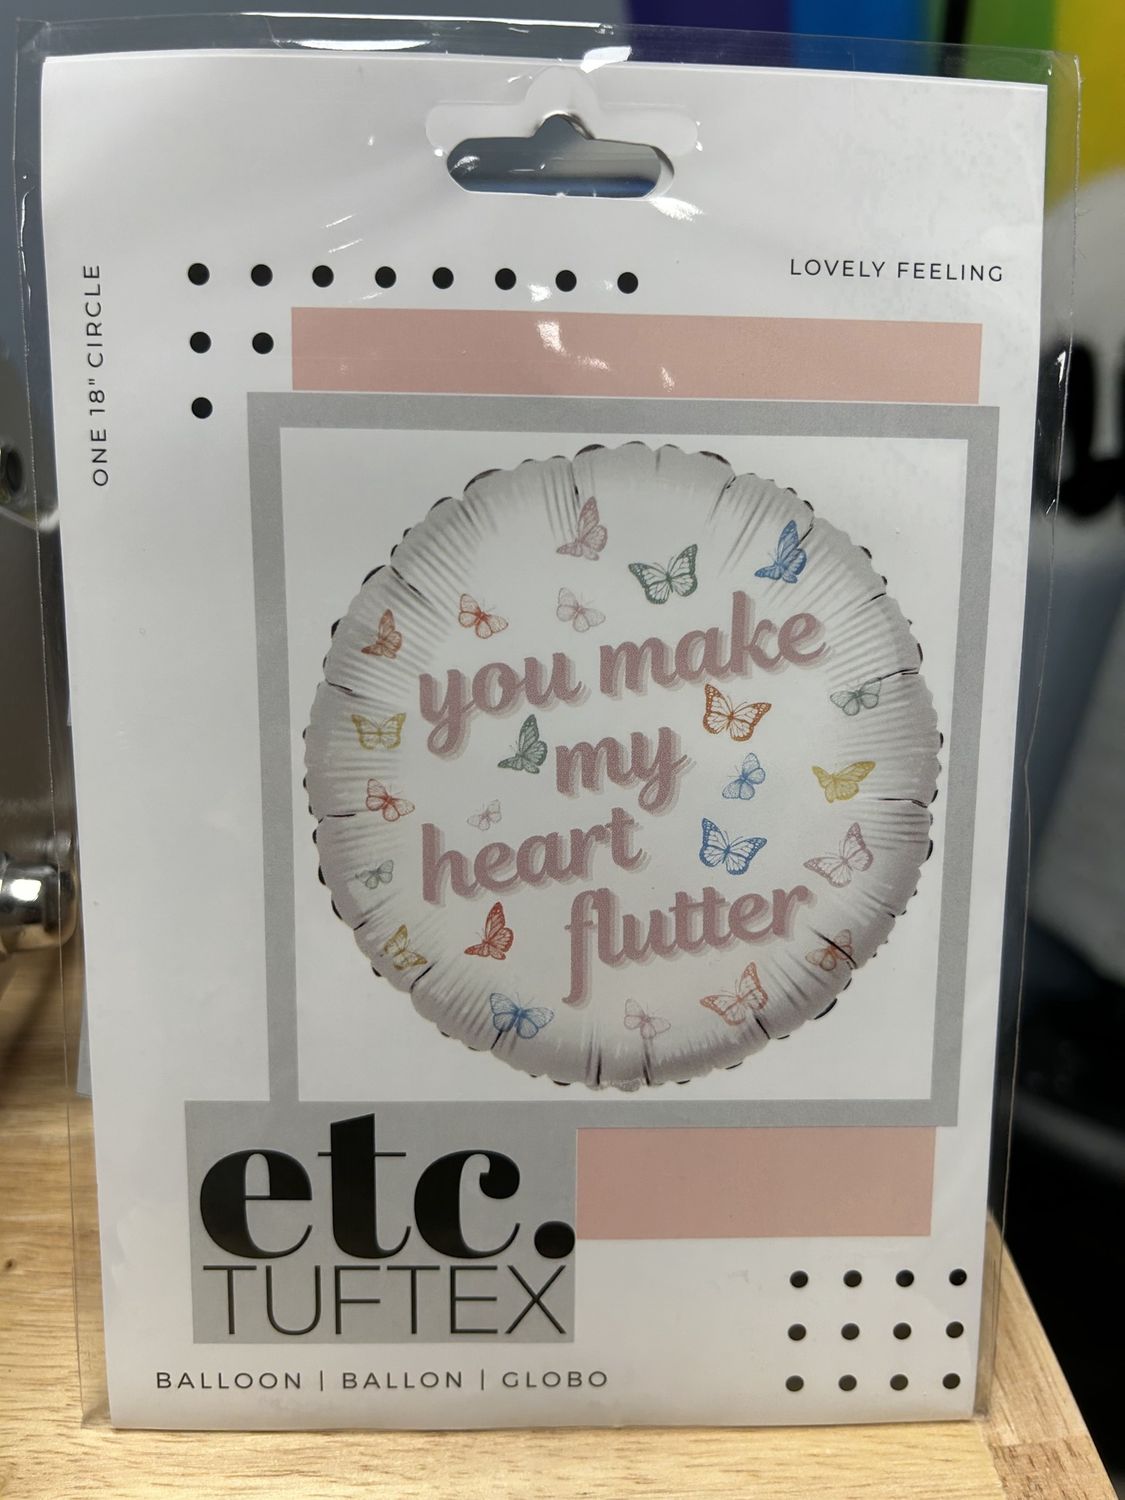 LOVELY FEELING
ONE 18" CIRCLE
you make
my
heart
flutter
etc.
TUFTEX
BALLOON | BALLON | GLOBO